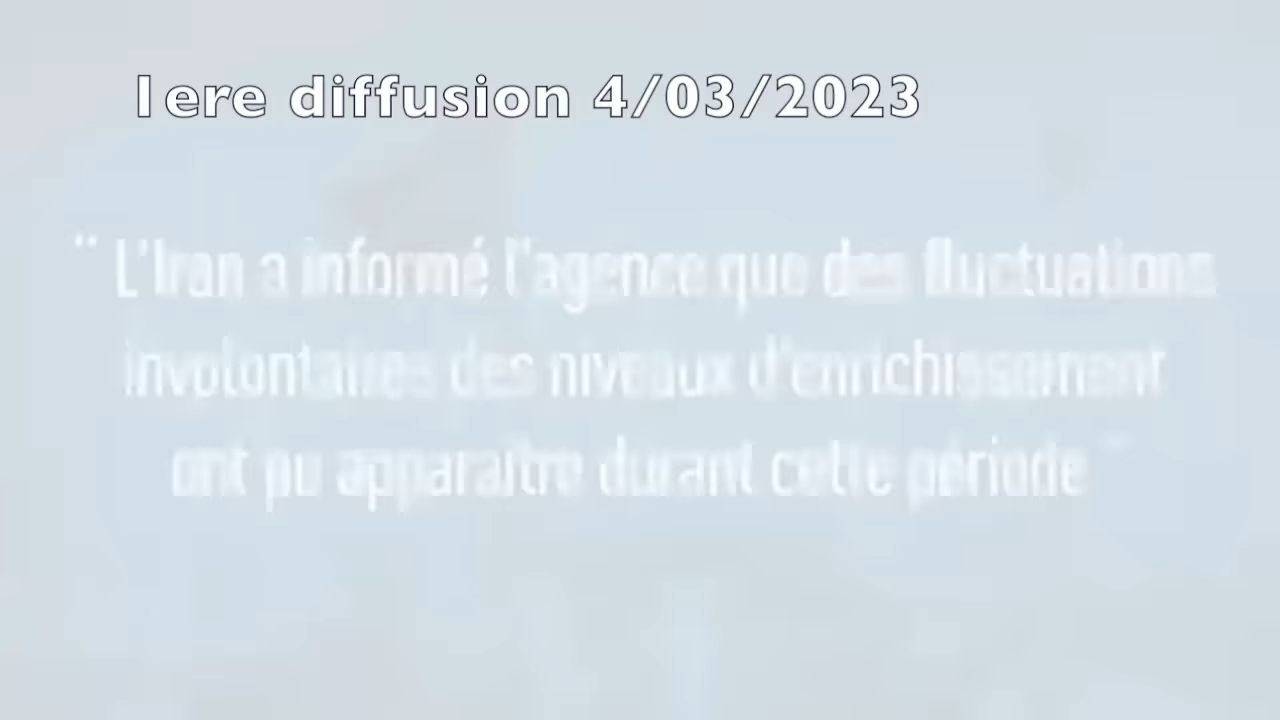 1ere diffusion 4/03/2023
" L'Iran a informé l'agence que des fluctuations
involontaires des niveaux d'enrichissement
ont pu apparaître durant cette période "